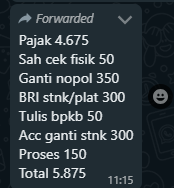 Forwarded
Pajak 4.675
Sah cek fisik 50
Ganti nopol 350
BRI stnk/plat 300
Tulis bpkb 50
Acc ganti stnk 300
Proses 150
Total 5.875
11:15